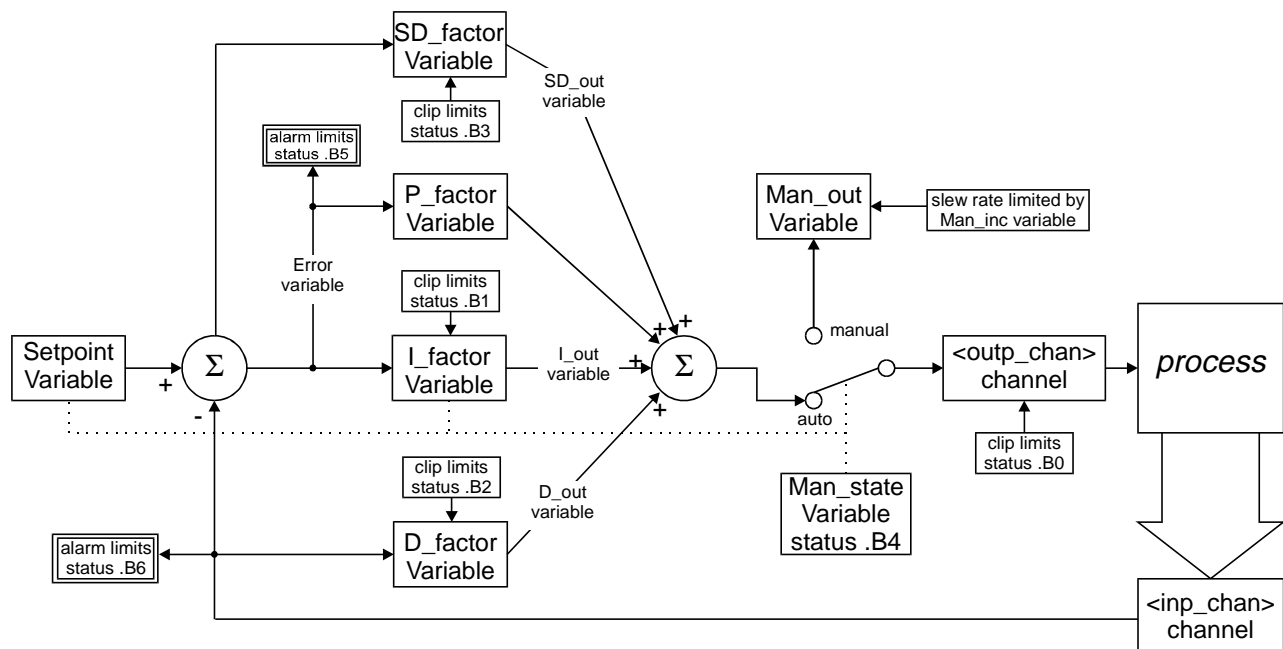 SD_factor
Variable
SD_out
variable
clip limits
status .B3
alarm limits
status .B5
P_factor
Variable
Man_out
Variable
slew rate limited by
Man_inc variable
Error
variable
clip limits
status .B1
+
+
manual
Setpoint
Variable
+
Σ
-
I_factor
Variable
I_out
variable
+
Σ
+
auto
<outp_chan>
channel
process
clip limits
status .B0
clip limits
status .B2
D_out
variable
Man_state
Variable
status .B4
alarm limits
status .B6
D_factor
Variable
<inp_chan>
channel